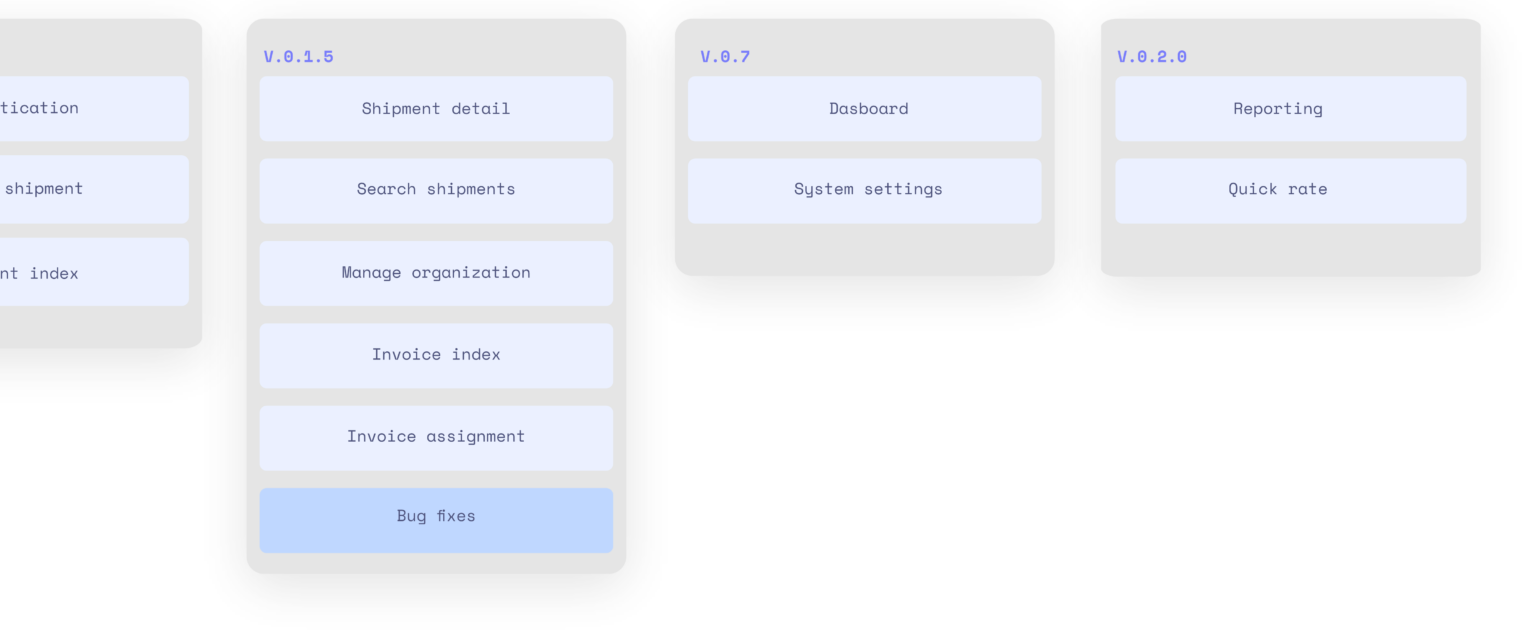 tication
shipment
nt index
V.0.1.5
Shipment detail
Search shipments
Manage organization
Invoice index
Invoice assignment
Bug fixes
V.0.7
Dasboard
System settings
V.0.2.0
Reporting
Quick rate